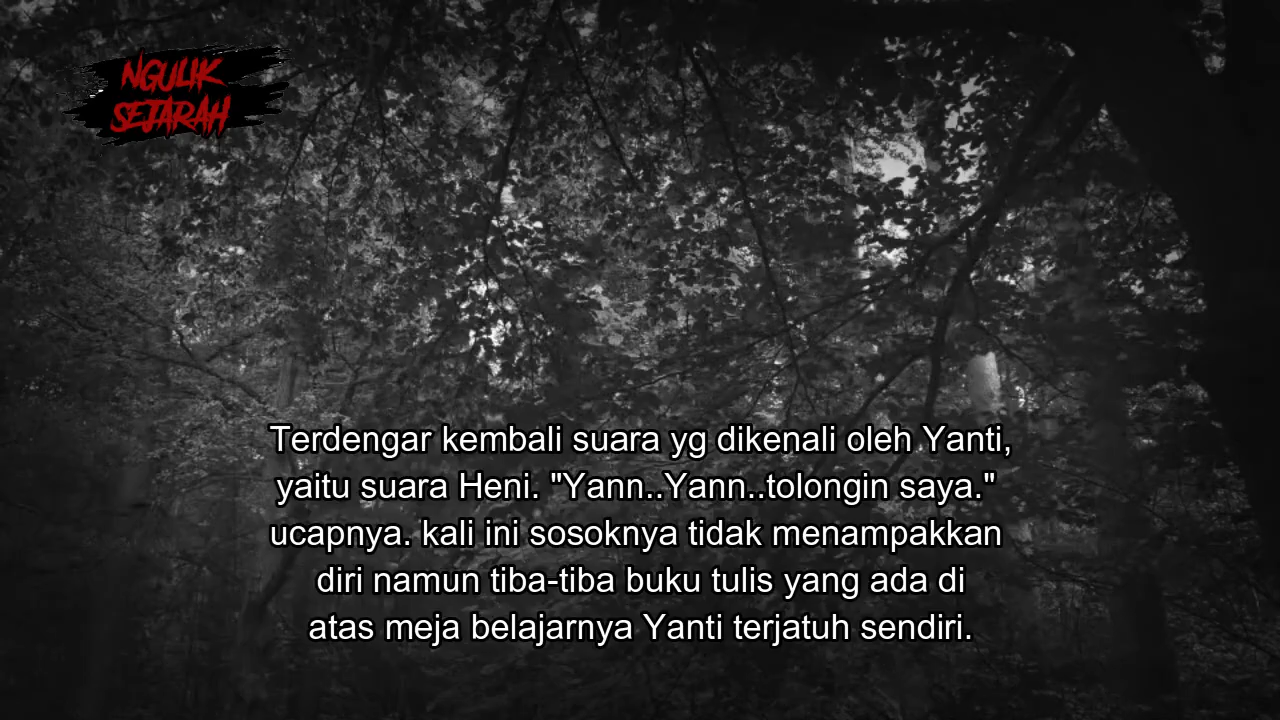 NGULIK
SEJARAH
Terdengar kembali suara yg dikenali oleh Yanti,
yaitu suara Heni. "Yann..Yann..tolongin saya."
ucapnya. kali ini sosoknya tidak menampakkan
diri namun tiba-tiba buku tulis yang ada di
atas meja belajarnya Yanti terjatuh sendiri.